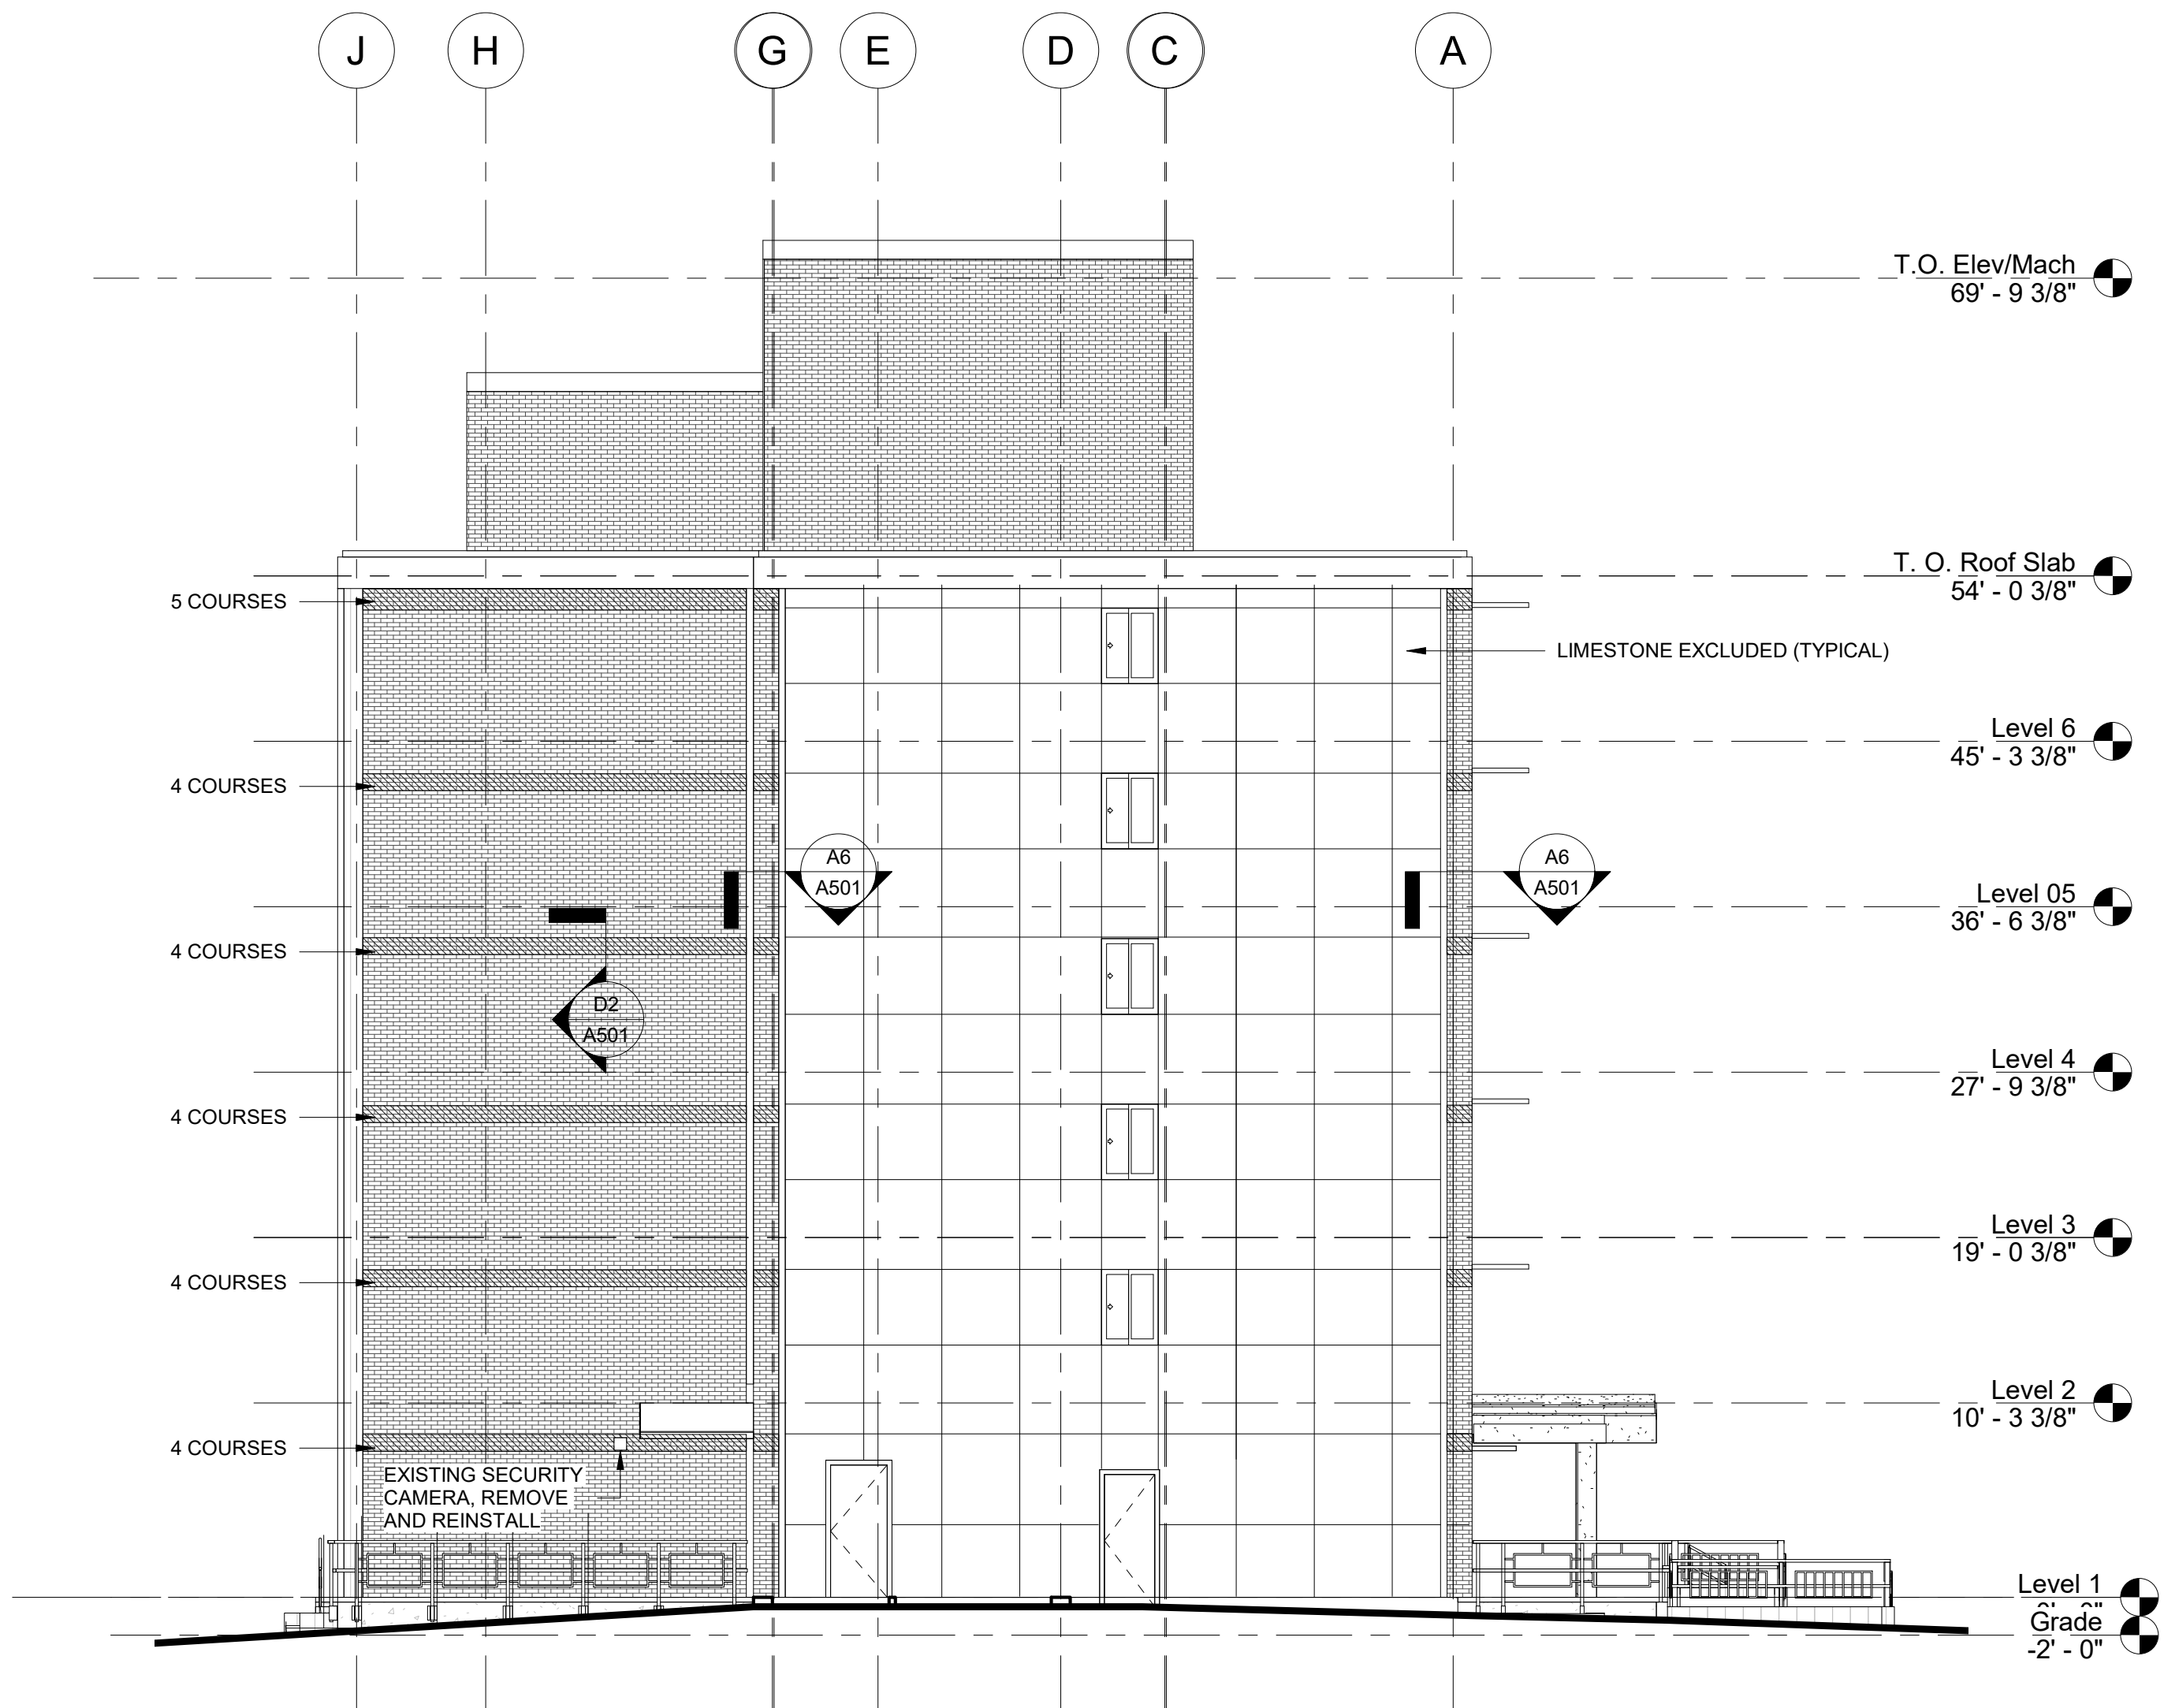 J H G E D C A
T.O. Elev/Mach
69' - 9 3/8"
T. O. Roof Slab
54' - 0 3/8"
5 COURSES
LIMESTONE EXCLUDED (TYPICAL)
Level 6
45' - 3 3/8"
4 COURSES
A6
A501
A6
A501
Level 05
36' - 6 3/8"
4 COURSES
D2
A501
Level 4
27' - 9 3/8"
4 COURSES
Level 3
19' - 0 3/8"
4 COURSES
Level 2
10' - 3 3/8"
4 COURSES
EXISTING SECURITY
CAMERA, REMOVE
AND REINSTALL
Level 1
Grade
-2' - 0"